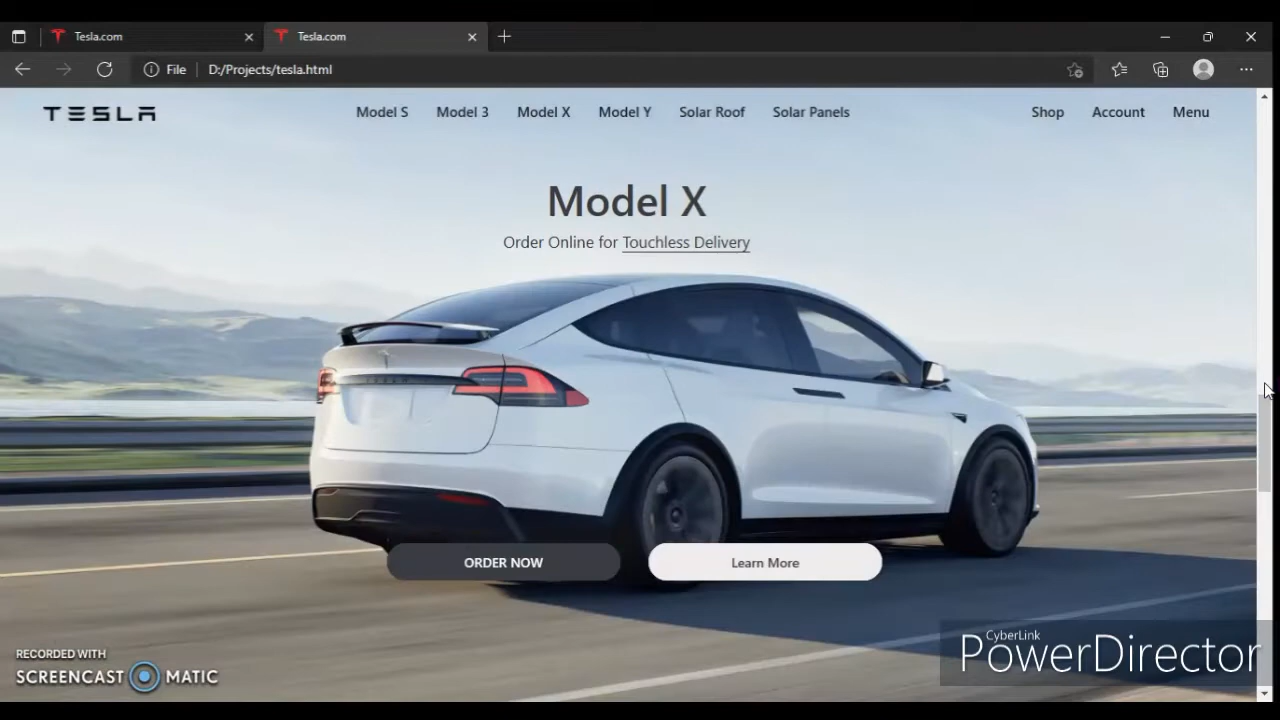 Tesla.com
Tesla.com
File
D:/Projects/tesla.html
TESLA
Model S
Model 3
Model X
Model Y
Solar Roof
Solar Panels
Shop
Account
Menu
Model X
Order Online for Touchless Delivery
ORDER NOW
Learn More
RECORDED WITH
SCREENCAST MATIC
CyberLink
PowerDirector